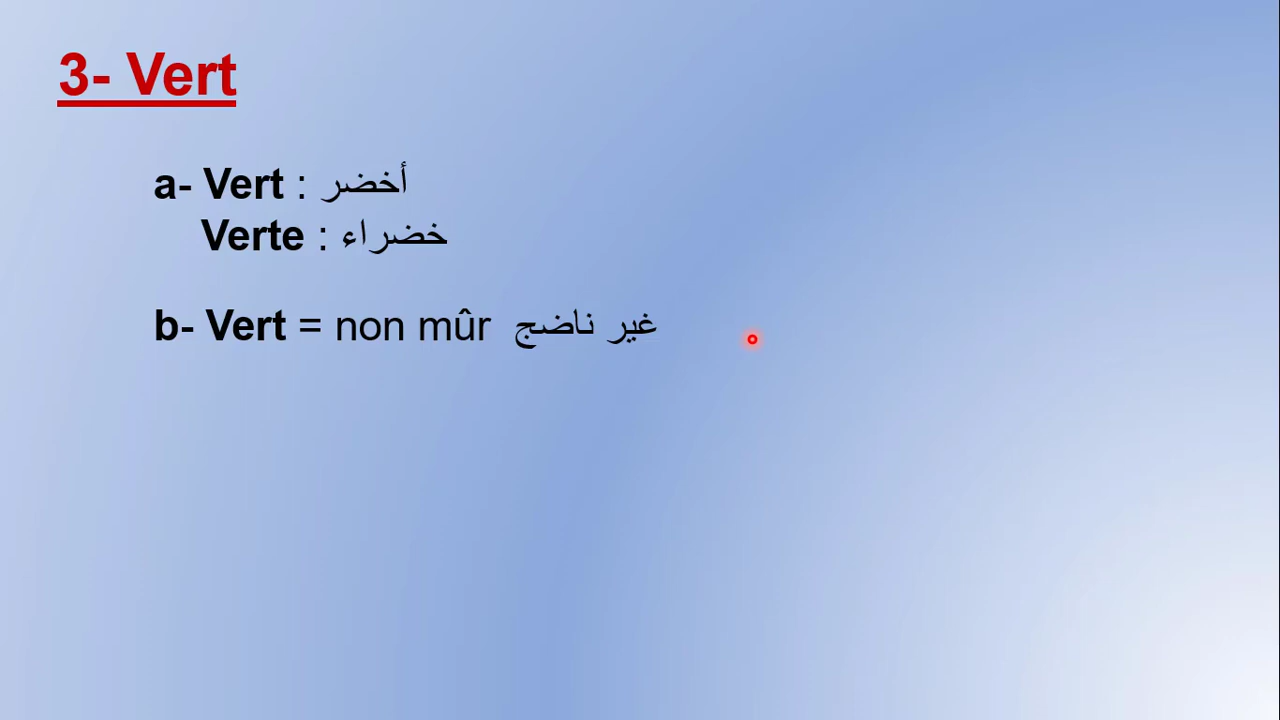 3- Vert
a- Vert : أخضر
Verte : خضراء
b- Vert = non mûr غير ناضج